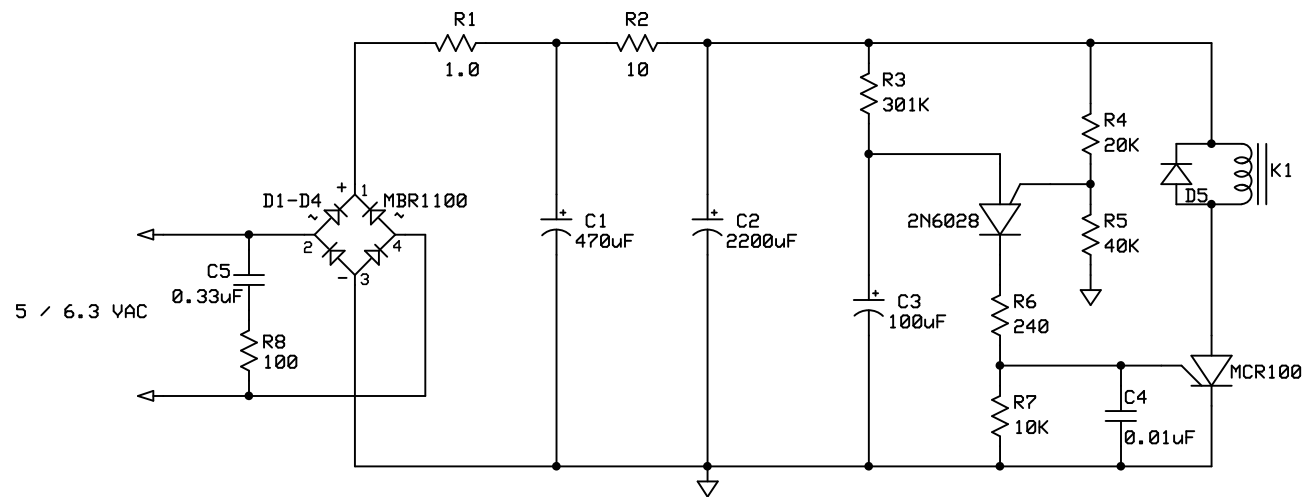 R1
1.0
R2
10
R3
301K
R4
20K
K1
D5
D1-D4
+
1
MBR1100
~
~
2
4
-
3
C5
0.33uF
5 / 6.3 VAC
R8
100
+
C1
470uF
+
C2
2200uF
2N6028
R5
40K
+
C3
100uF
R6
240
MCR100
R7
10K
C4
0.01uF